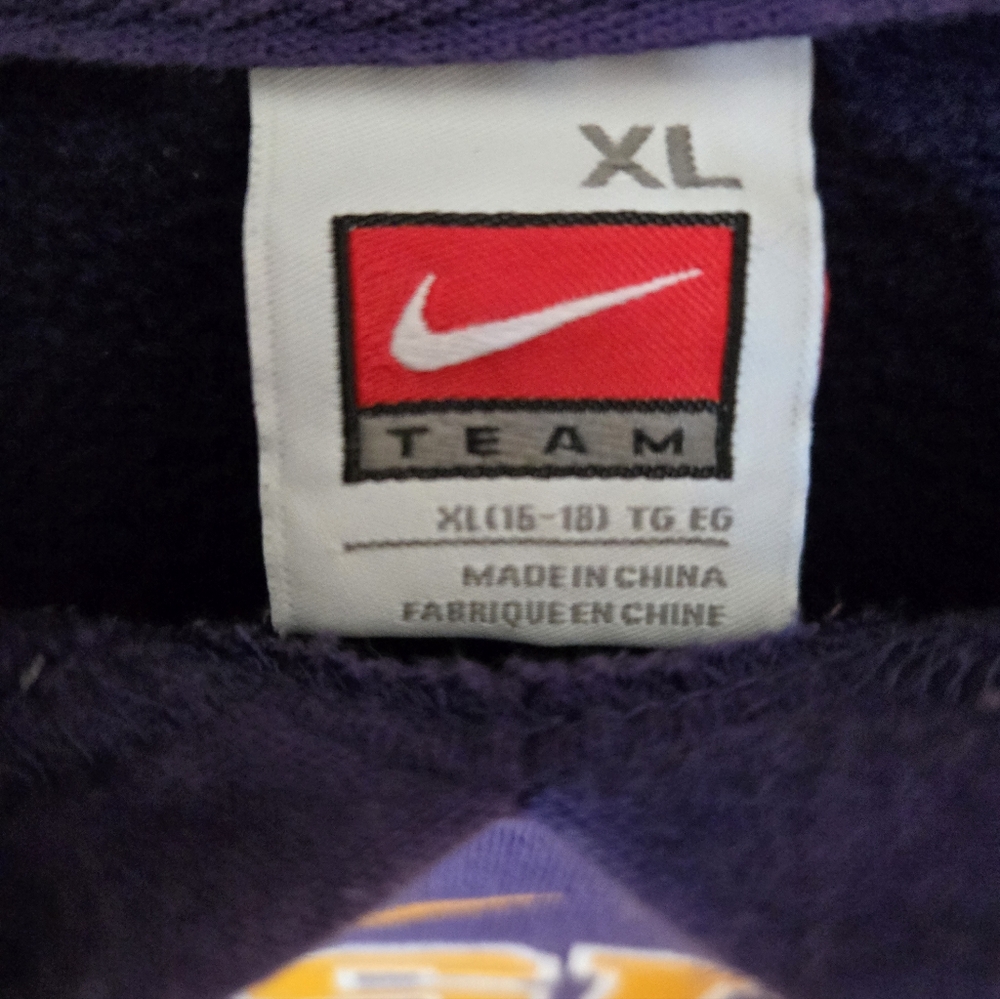 XL
TEAM
XL(16-18) TG EG
MADE IN CHINA
FABRIQUE EN CHINE